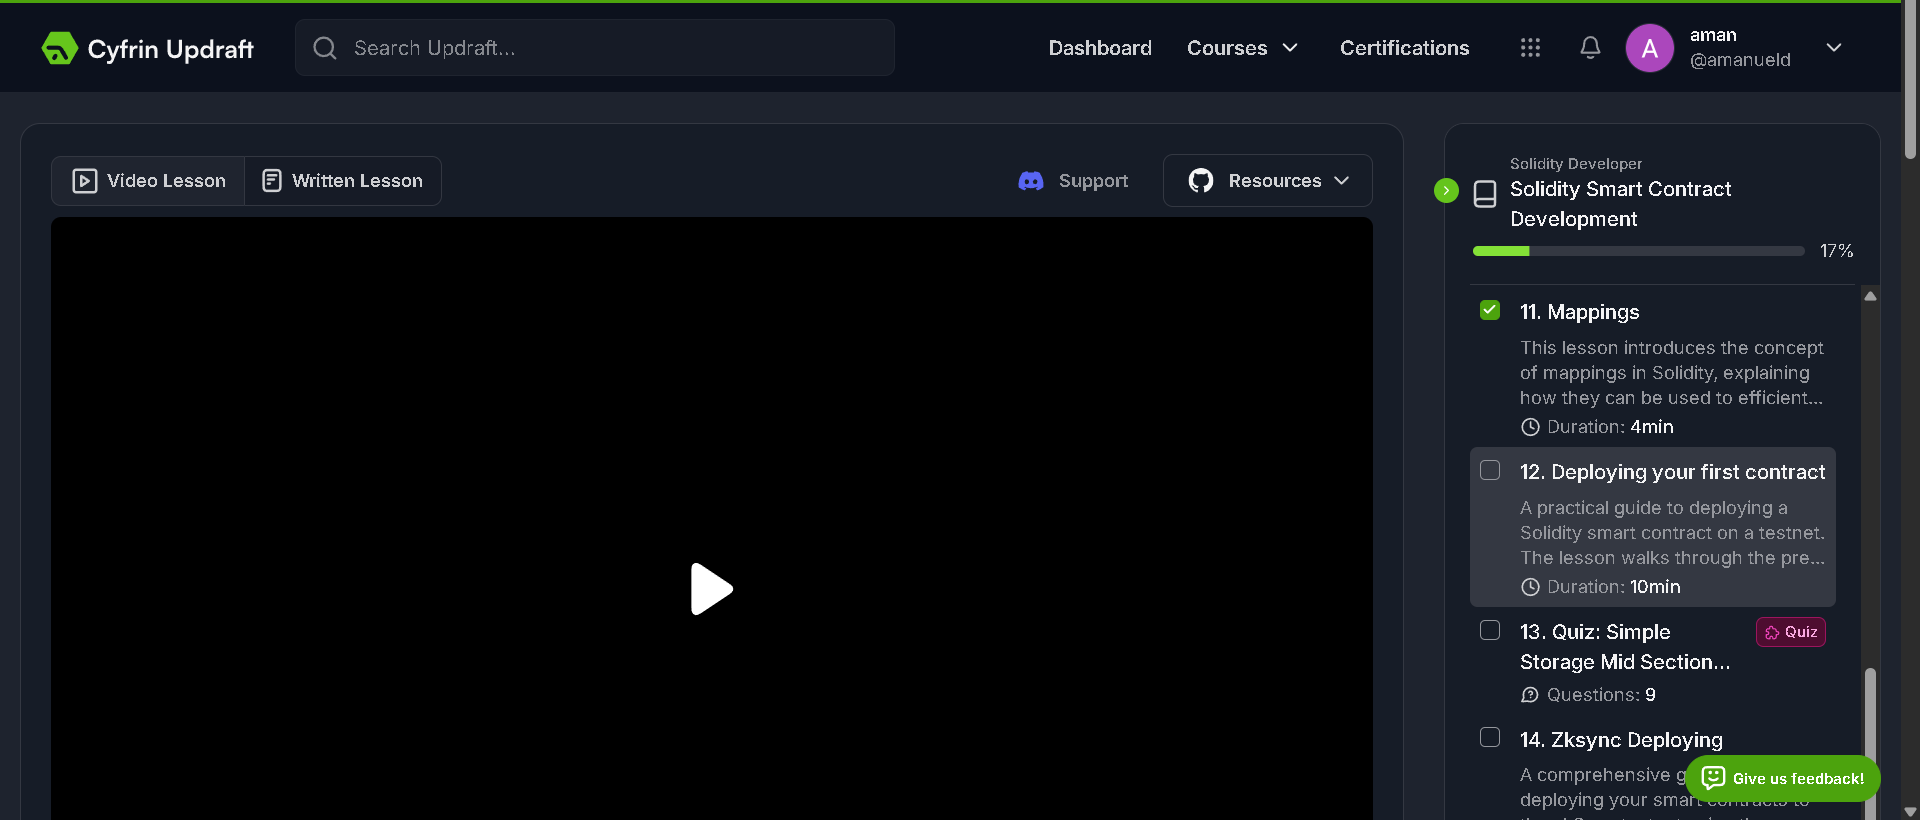 Cyfrin Updraft
Search Updraft...
Dashboard
Courses
Certifications
A
aman
@amanueld
Video Lesson
Written Lesson
Support
Resources
Solidity Developer
Solidity Smart Contract
Development
17%
11. Mappings
This lesson introduces the concept
of mappings in Solidity, explaining
how they can be used to efficient...
Duration: 4min
12. Deploying your first contract
A practical guide to deploying a
Solidity smart contract on a testnet.
The lesson walks through the pre...
Duration: 10min
13. Quiz: Simple
Storage Mid Section...
Quiz
Questions: 9
14. Zksync Deploying
A comprehensive g
deploying your smart contracts to
Give us feedback!